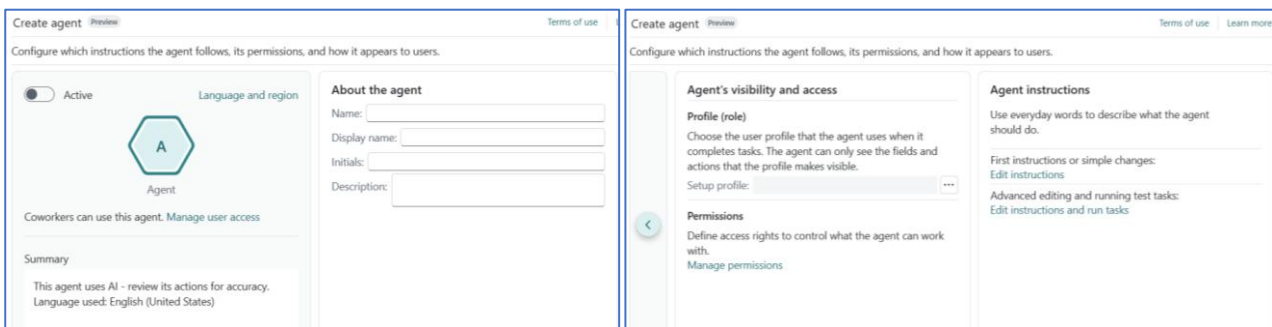 Create agent Preview
Terms of use
Configure which instructions the agent follows, its permissions, and how it appears to users.
Active
Language and region
A
Agent
Coworkers can use this agent. Manage user access
Summary
This agent uses AI - review its actions for accuracy.
Language used: English (United States)
About the agent
Name:
Display name:
Initials:
Description:
Create agent Preview
Terms of use
Learn more
Configure which instructions the agent follows, its permissions, and how it appears to users.
Agent's visibility and access
Profile (role)
Choose the user profile that the agent uses when it
completes tasks. The agent can only see the fields and
actions that the profile makes visible.
Setup profile:
Permissions
Define access rights to control what the agent can work
with.
Manage permissions
Agent instructions
Use everyday words to describe what the agent
should do.
First instructions or simple changes:
Edit instructions
Advanced editing and running test tasks:
Edit instructions and run tasks